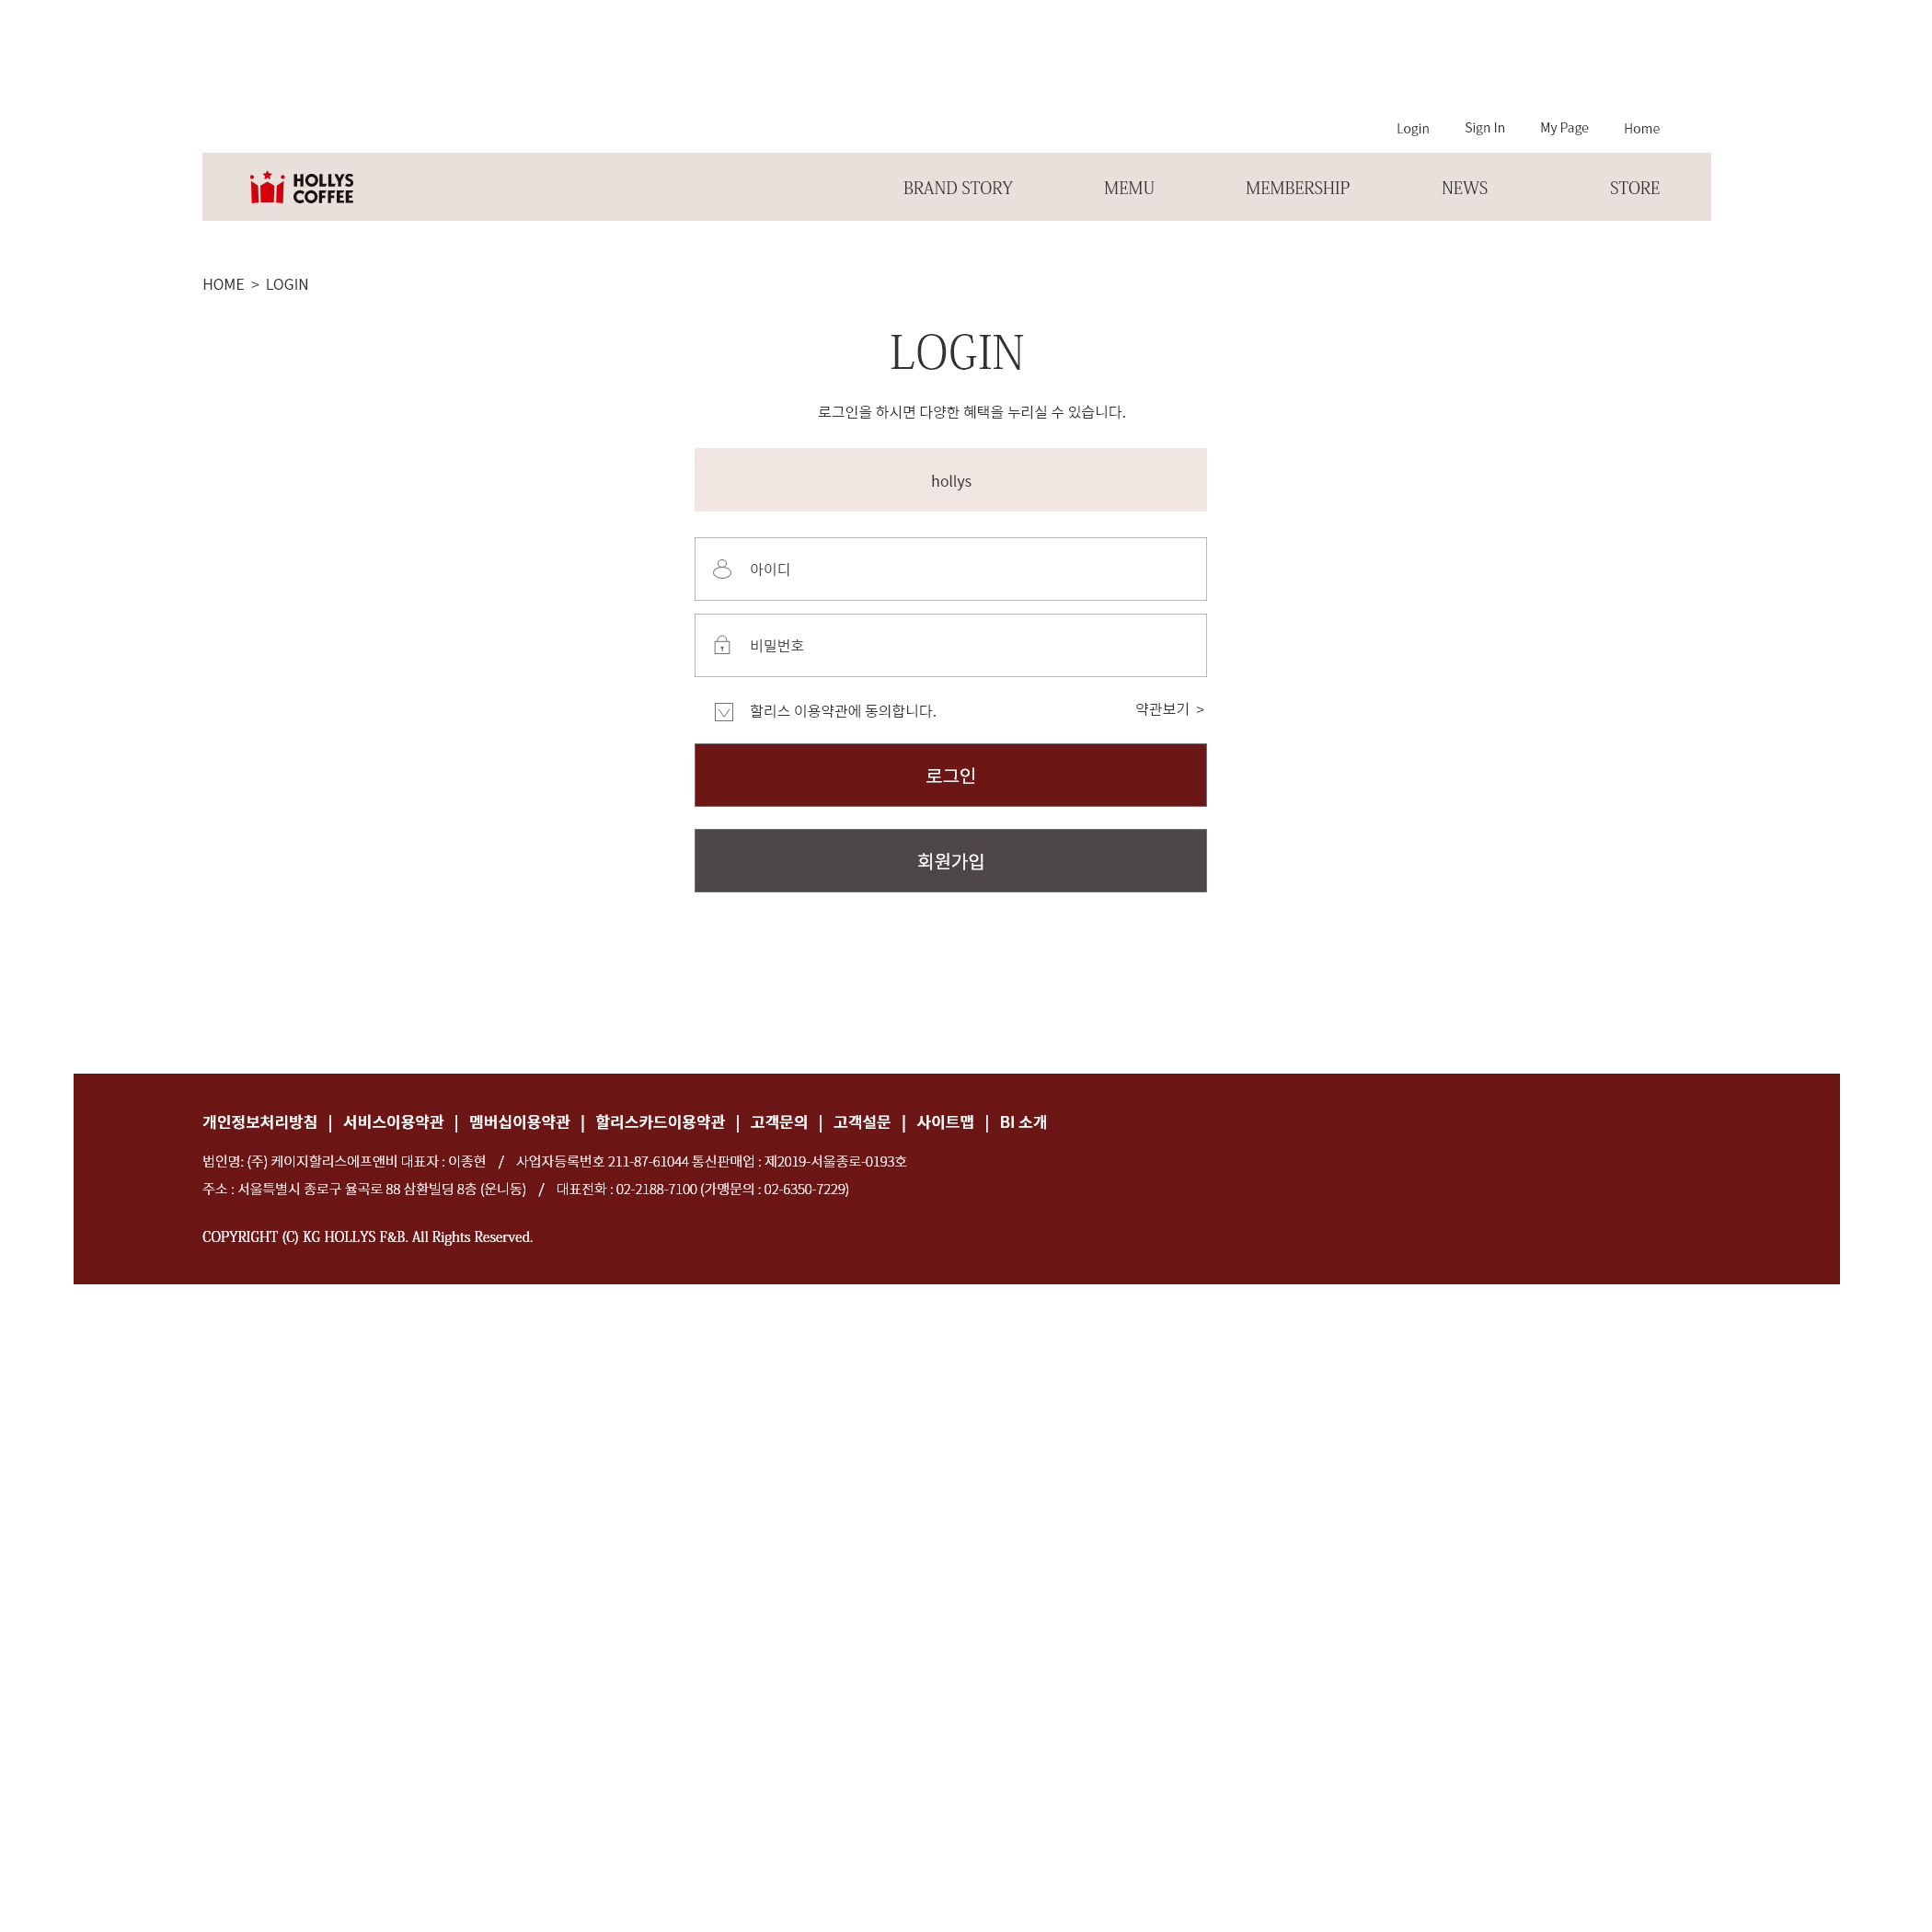 Login Sign In My Page Home
HOLLYS COFFEE
BRAND STORY MEMU MEMBERSHIP NEWS STORE
HOME > LOGIN
LOGIN
로그인을 하시면 다양한 혜택을 누리실 수 있습니다.
hollys
아이디
비밀번호
할리스 이용약관에 동의합니다. 약관보기 >
로그인
회원가입
개인정보처리방침 | 서비스이용약관 | 멤버십이용약관 | 할리스카드이용약관 | 고객문의 | 고객설문 | 사이트맵 | BI 소개
법인명: (주) 케이지할리스에프앤비 대표자 : 이종현 / 사업자등록번호 211-87-61044 통신판매업 : 제2019-서울종로-0193호
주소 : 서울특별시 종로구 율곡로 88 삼환빌딩 8층 (운니동) / 대표전화 : 02-2188-7100 (가맹문의 : 02-6350-7229)
COPYRIGHT (C) KG HOLLYS F&B. All Rights Reserved.